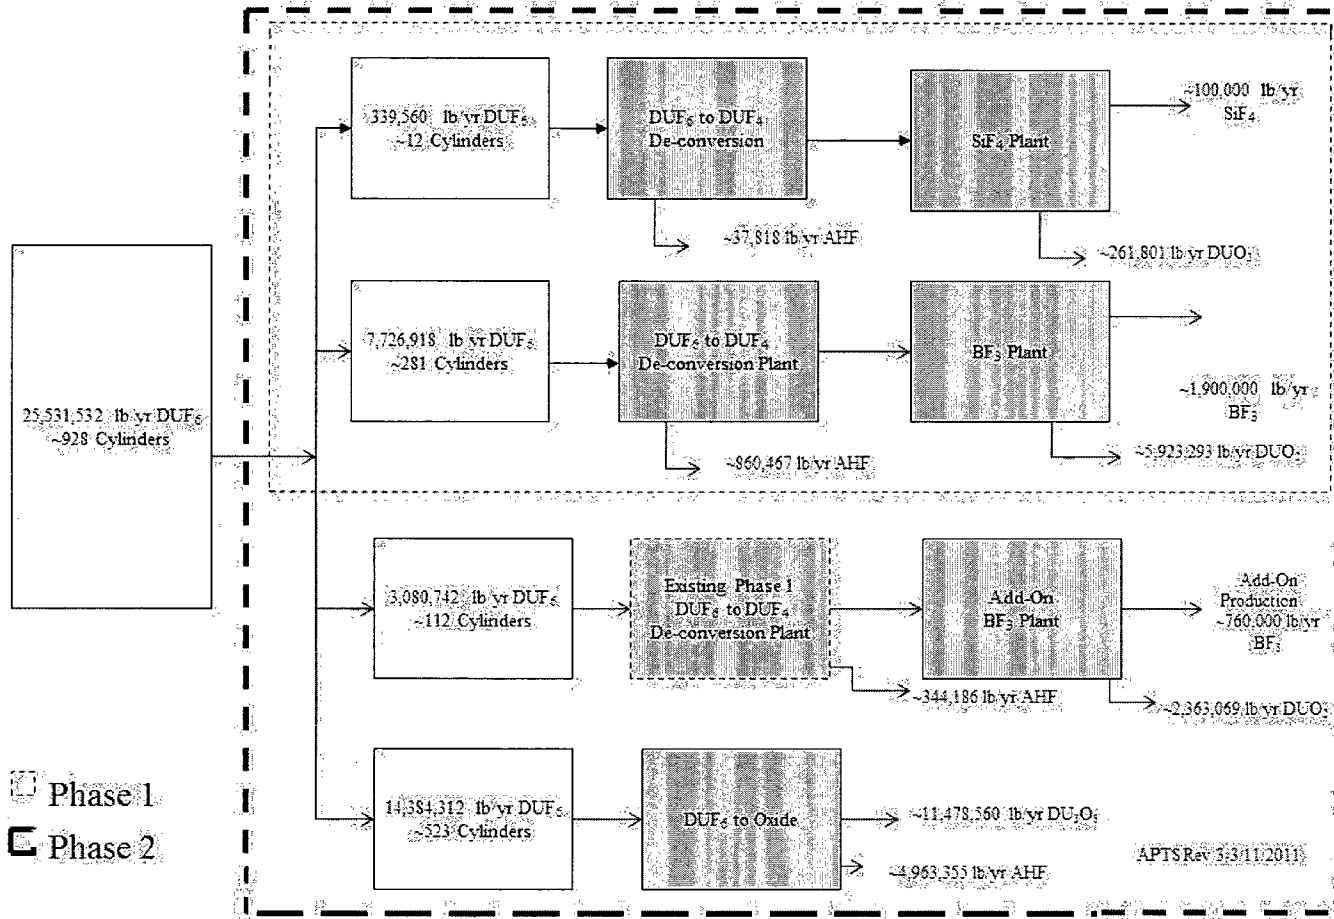 339,560 lb/yr DUF₆
~12 Cylinders
DUF₆ to DUF₄
De-conversion
SiF₄ Plant
~100,000 lb/yr
SiF₄
~37,818 lb/yr AHF
~261,801 lb/yr DUO₂
7,726,918 lb/yr DUF₆
~281 Cylinders
DUF₆ to DUF₄
De-conversion Plant
BF₃ Plant
~1,900,000 lb/yr
BF₃
~860,467 lb/yr AHF
~5,923,293 lb/yr DUO₂
25,531,532 lb/yr DUF₆
~928 Cylinders
3,080,742 lb/yr DUF₆
~112 Cylinders
Existing Phase 1
DUF₆ to DUF₄
De-conversion Plant
Add-On
BF₃ Plant
Add-On
Production
~760,000 lb/yr
BF₃
~344,186 lb/yr AHF
~2,363,069 lb/yr DUO₂
14,384,312 lb/yr DUF₆
~523 Cylinders
DUF₆ to Oxide
~11,478,560 lb/yr
~4,963,355 lb/yr AHF
Phase 1
Phase 2
APTS Rev 3-3/11/2011